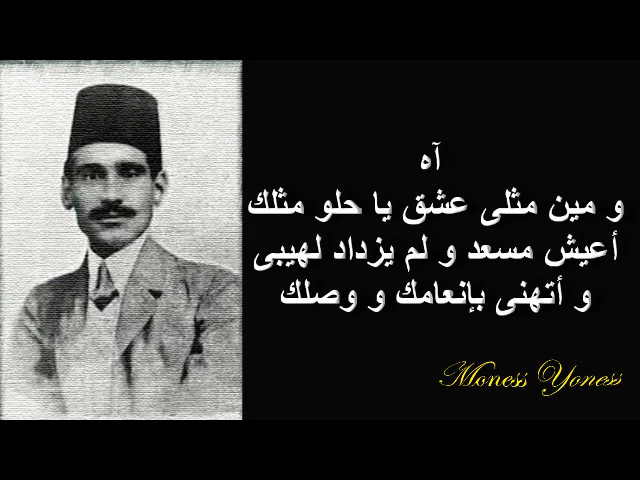 آه
و مين مثلى عشق يا حلو مثلك
أعيش مسعد و لم يزداد لهيبى
و أتهنى بإنعامك و وصلك
Moness Yoness